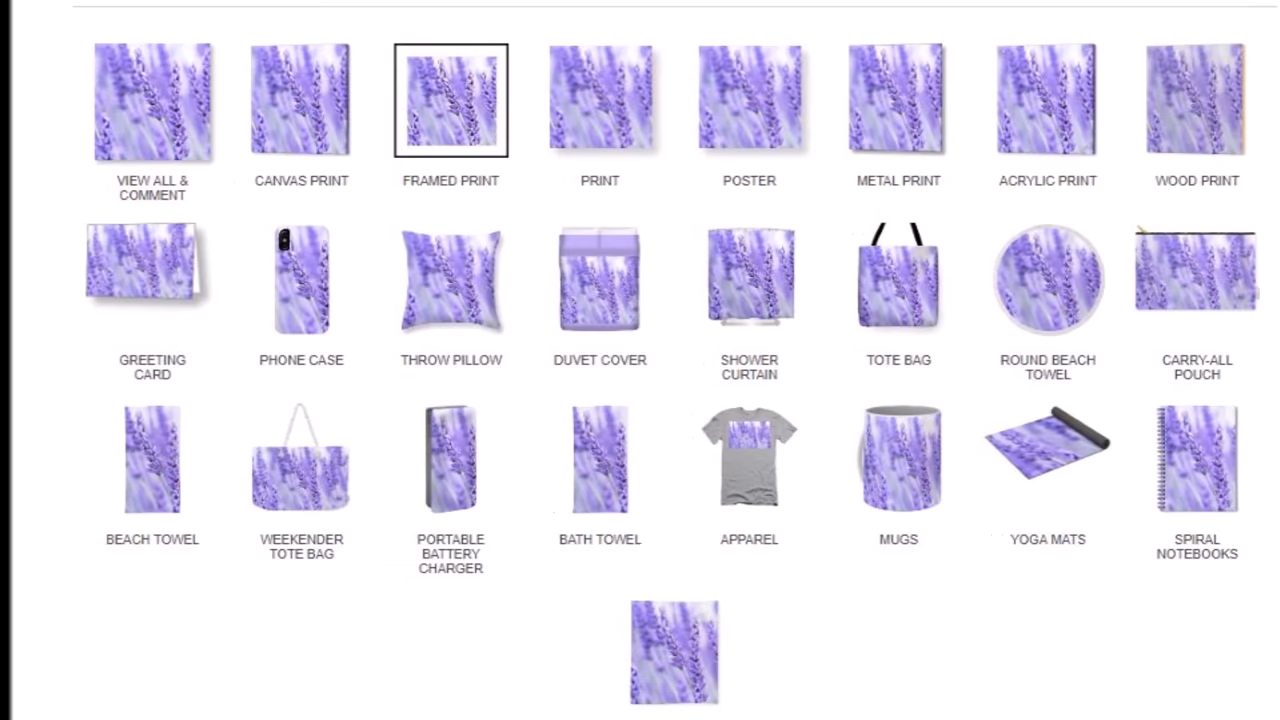 VIEW ALL &
COMMENT
CANVAS PRINT
FRAMED PRINT
PRINT
POSTER
METAL PRINT
ACRYLIC PRINT
WOOD PRINT
GREETING
CARD
PHONE CASE
THROW PILLOW
DUVET COVER
SHOWER
CURTAIN
TOTE BAG
ROUND BEACH
TOWEL
CARRY-ALL
POUCH
BEACH TOWEL
WEEKENDER
TOTE BAG
PORTABLE
BATTERY
CHARGER
BATH TOWEL
APPAREL
MUGS
YOGA MATS
SPIRAL
NOTEBOOKS